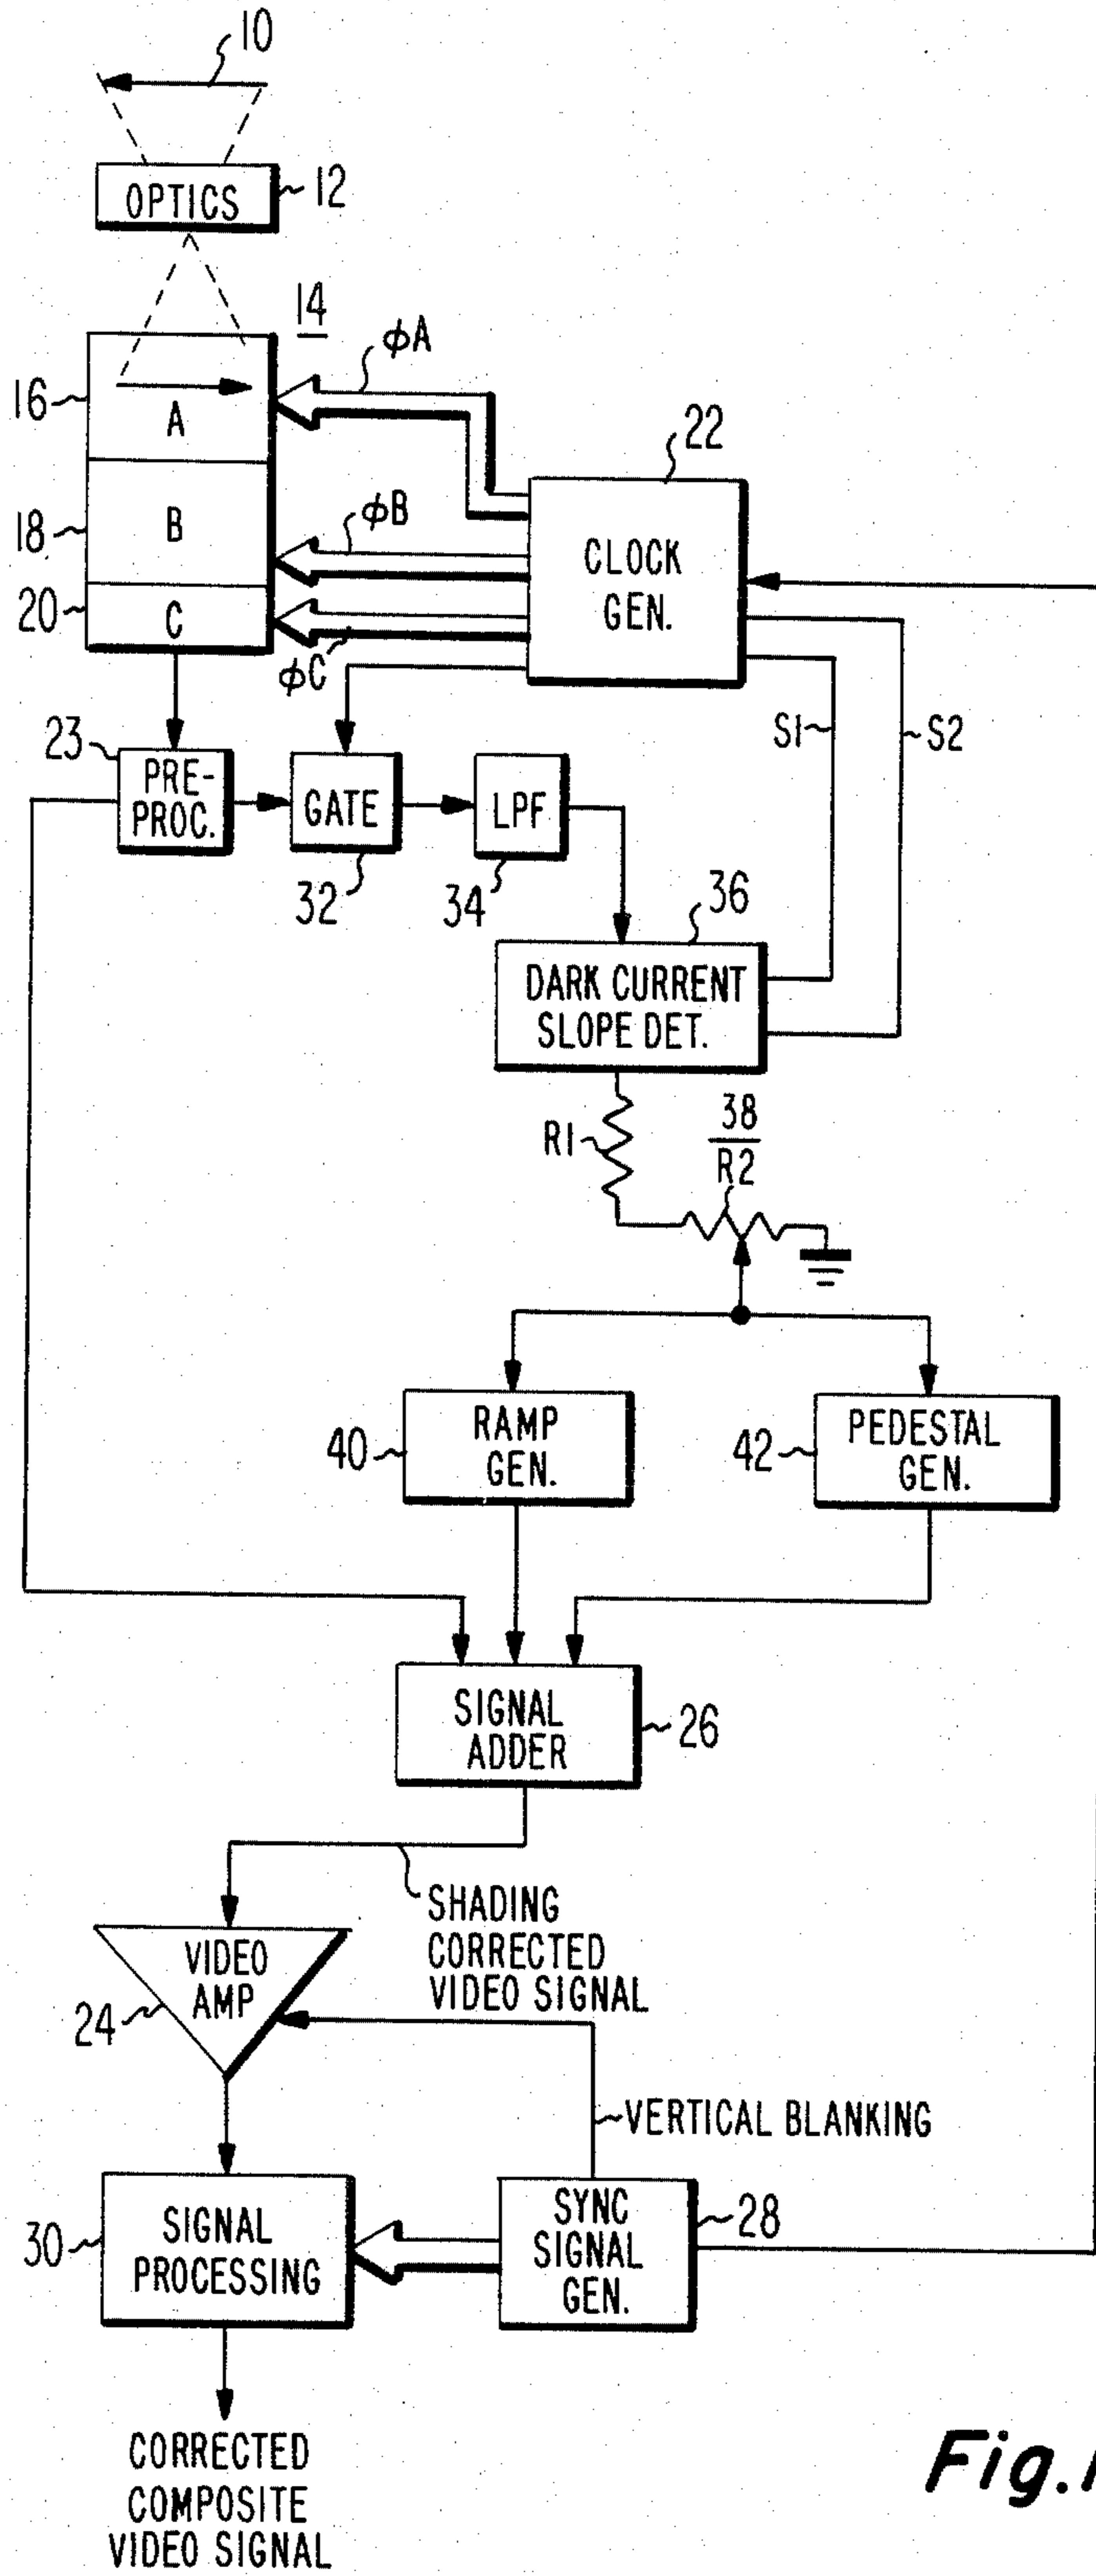 10
OPTICS
12
14
ϕA
16
A
22
18
B
ϕB
CLOCK
GEN.
20
C
ϕC
S1
S2
23
PRE-
PROC.
GATE
LPF
32
34
36
DARK CURRENT
SLOPE DET.
R1
38
R2
40
RAMP
GEN.
42
PEDESTAL
GEN.
SIGNAL
ADDER
26
SHADING
CORRECTED
VIDEO SIGNAL
VIDEO
AMP
24
VERTICAL BLANKING
30
SIGNAL
PROCESSING
SYNC
SIGNAL
GEN.
28
CORRECTED
COMPOSITE
VIDEO SIGNAL
Fig.1